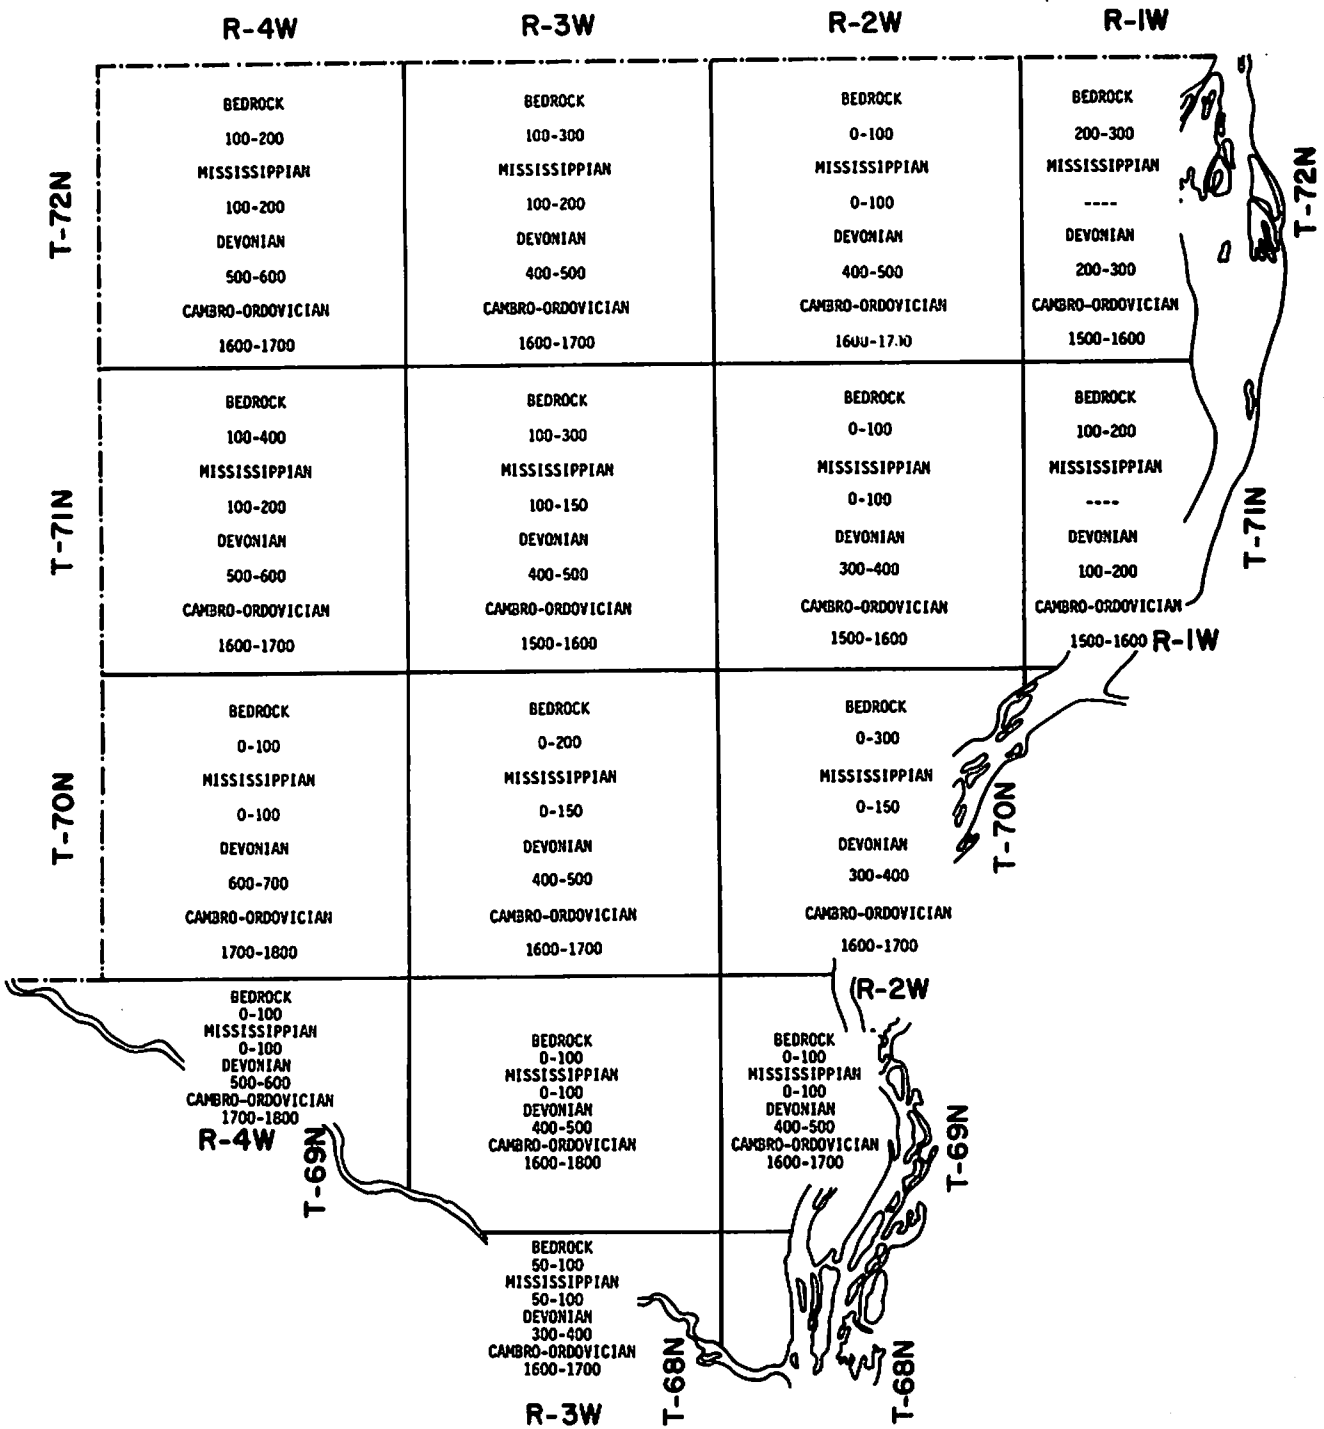 R-4W
R-3W
R-2W
R-1W
T-72N
BEDROCK
100-200
MISSISSIPPIAN
100-200
DEVONIAN
500-600
CAMBRO-ORDOVICIAN
1600-1700
BEDROCK
100-300
MISSISSIPPIAN
100-200
DEVONIAN
400-500
CAMBRO-ORDOVICIAN
1600-1700
BEDROCK
0-100
MISSISSIPPIAN
0-100
DEVONIAN
400-500
CAMBRO-ORDOVICIAN
1600-1700
BEDROCK
200-300
MISSISSIPPIAN
----
DEVONIAN
200-300
CAMBRO-ORDOVICIAN
1500-1600
T-72N
T-71N
BEDROCK
100-400
MISSISSIPPIAN
100-200
DEVONIAN
500-600
CAMBRO-ORDOVICIAN
1600-1700
BEDROCK
100-300
MISSISSIPPIAN
100-150
DEVONIAN
400-500
CAMBRO-ORDOVICIAN
1500-1600
BEDROCK
0-100
MISSISSIPPIAN
0-100
DEVONIAN
300-400
CAMBRO-ORDOVICIAN
1500-1600
BEDROCK
100-200
MISSISSIPPIAN
----
DEVONIAN
100-200
CAMBRO-ORDOVICIAN
1500-1600
T-71N
R-1W
T-70N
BEDROCK
0-100
MISSISSIPPIAN
0-100
DEVONIAN
600-700
CAMBRO-ORDOVICIAN
1700-1800
BEDROCK
0-200
MISSISSIPPIAN
0-150
DEVONIAN
400-500
CAMBRO-ORDOVICIAN
1600-1700
BEDROCK
0-300
MISSISSIPPIAN
0-150
DEVONIAN
300-400
CAMBRO-ORDOVICIAN
1600-1700
T-70N
R-2W
BEDROCK
0-100
MISSISSIPPIAN
0-100
DEVONIAN
500-600
CAMBRO-ORDOVICIAN
1700-1800
R-4W
T-69N
BEDROCK
0-100
MISSISSIPPIAN
0-100
DEVONIAN
400-500
CAMBRO-ORDOVICIAN
1600-1800
BEDROCK
0-100
MISSISSIPPIAN
0-100
DEVONIAN
400-500
CAMBRO-ORDOVICIAN
1600-1700
T-69N
BEDROCK
50-100
MISSISSIPPIAN
50-100
DEVONIAN
300-400
CAMBRO-ORDOVICIAN
1600-1700
R-3W
T-68N
T-68N